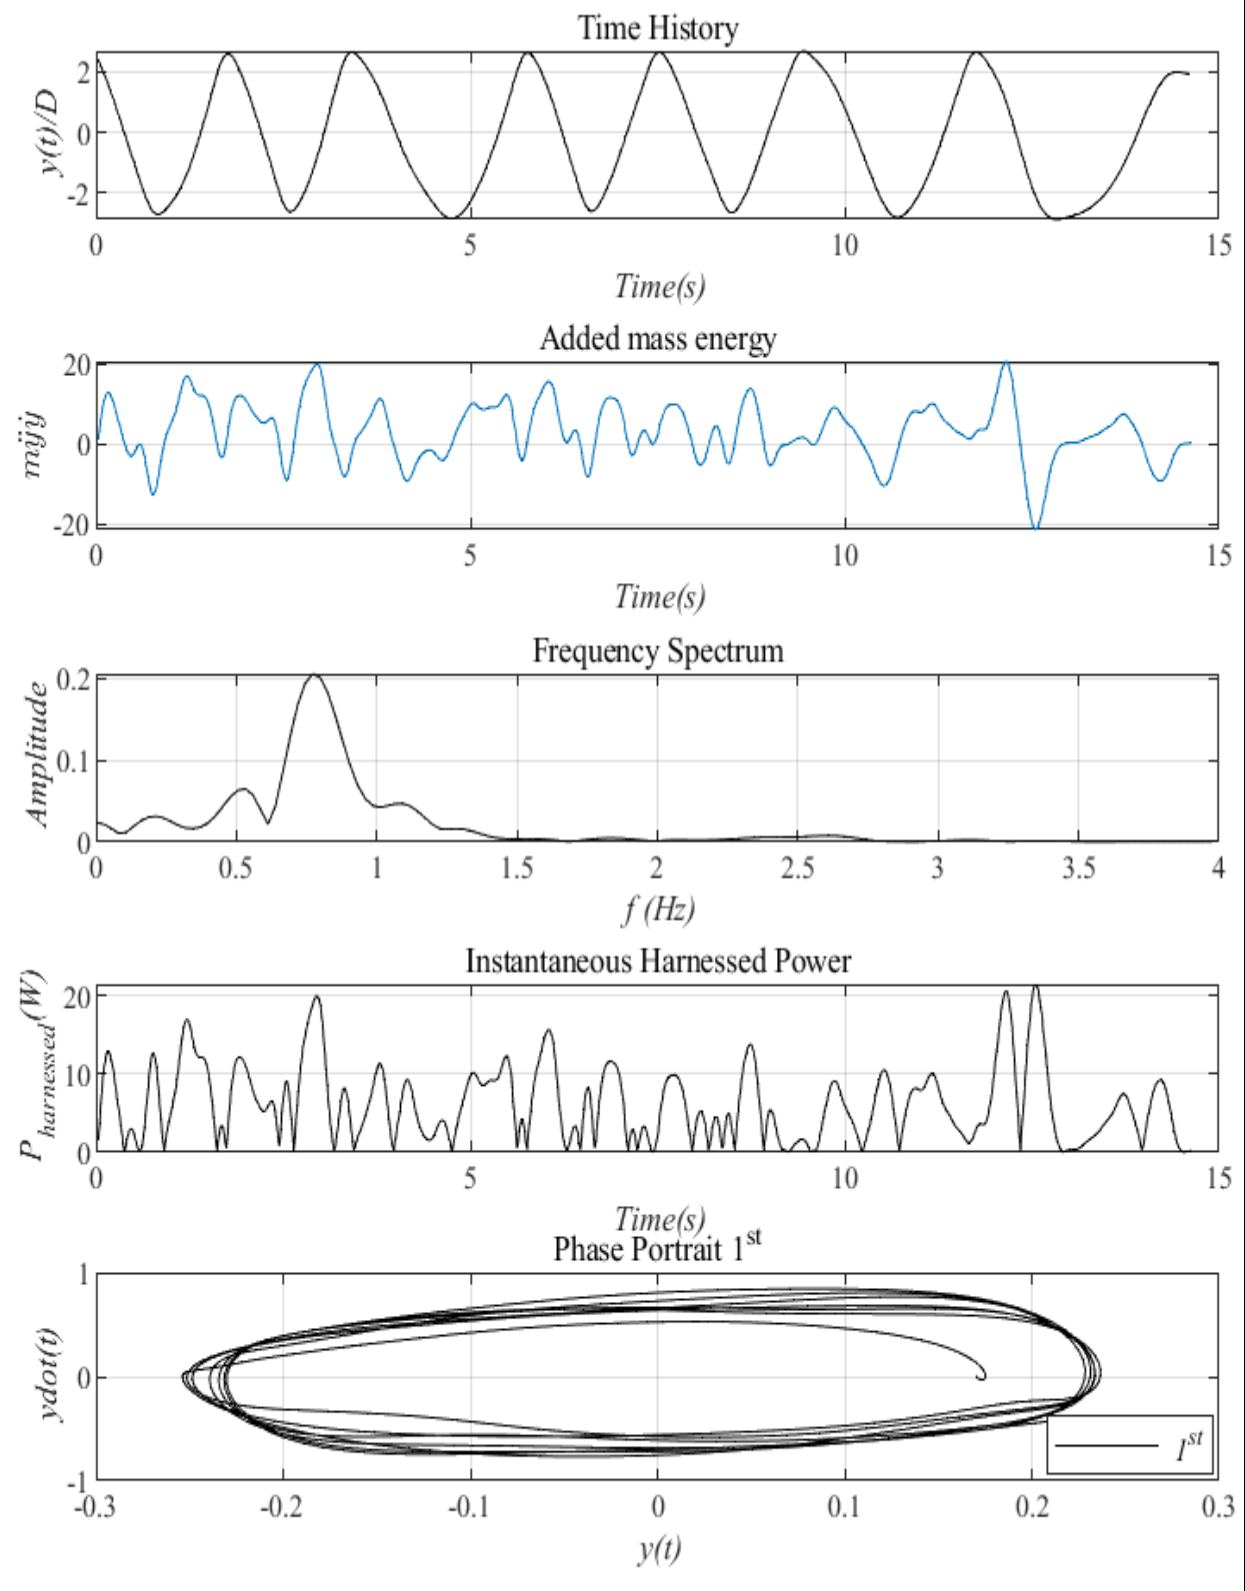 Time History
y(t)/D
2
0
-2
0 5 10 15
Time(s)
Added mass energy
mÿẏ
20
0
-20
0 5 10 15
Time(s)
Frequency Spectrum
Amplitude
0.2
0.1
0
0 0.5 1 1.5 2 2.5 3 3.5 4
f (Hz)
Instantaneous Harnessed Power
P_harnessed(W)
20
10
0
0 5 10 15
Time(s)
Phase Portrait 1st
ydot(t)
1
0
-1
1st
-0.3 -0.2 -0.1 0 0.1 0.2 0.3
y(t)